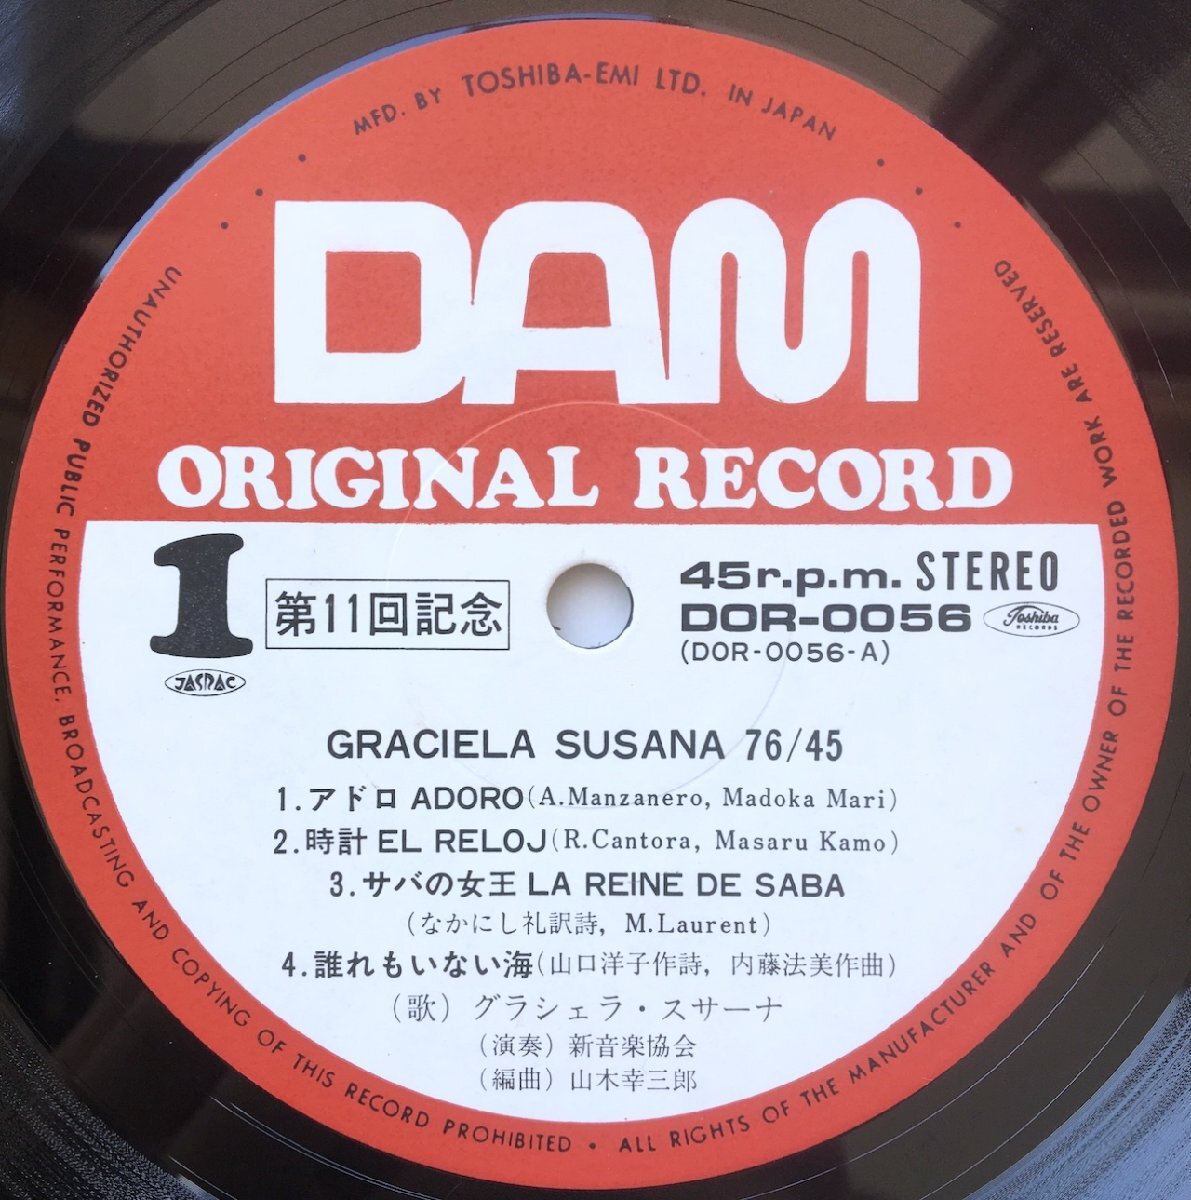 MFD. BY TOSHIBA-EMI LTD. IN JAPAN
DAM
ORIGINAL RECORD
1
第11回記念
45r.p.m. STEREO
DOR-0056
Toshiba
RECORDS
(DOR-0056-A)
JASRAC
GRACIELA SUSANA 76/45
1.アドロ ADORO(A.Manzanero, Madoka Mari)
2.時計 EL RELOJ(R.Cantora, Masaru Kamo)
3.サバの女王 LA REINE DE SABA
(なかにし礼訳詩, M.Laurent)
4.誰れもいない海(山口洋子作詩, 内藤法美作曲)
(歌) グラシェラ・スサーナ
(演奏) 新音楽協会
(編曲) 山木幸三郎
UNAUTHORIZED PUBLIC PERFORMANCE, BROADCASTING AND COPYING OF THIS RECORD PROHIBITED • ALL RIGHTS OF THE MANUFACTURER AND OF THE OWNER OF THE RECORDED WORK ARE RESERVED